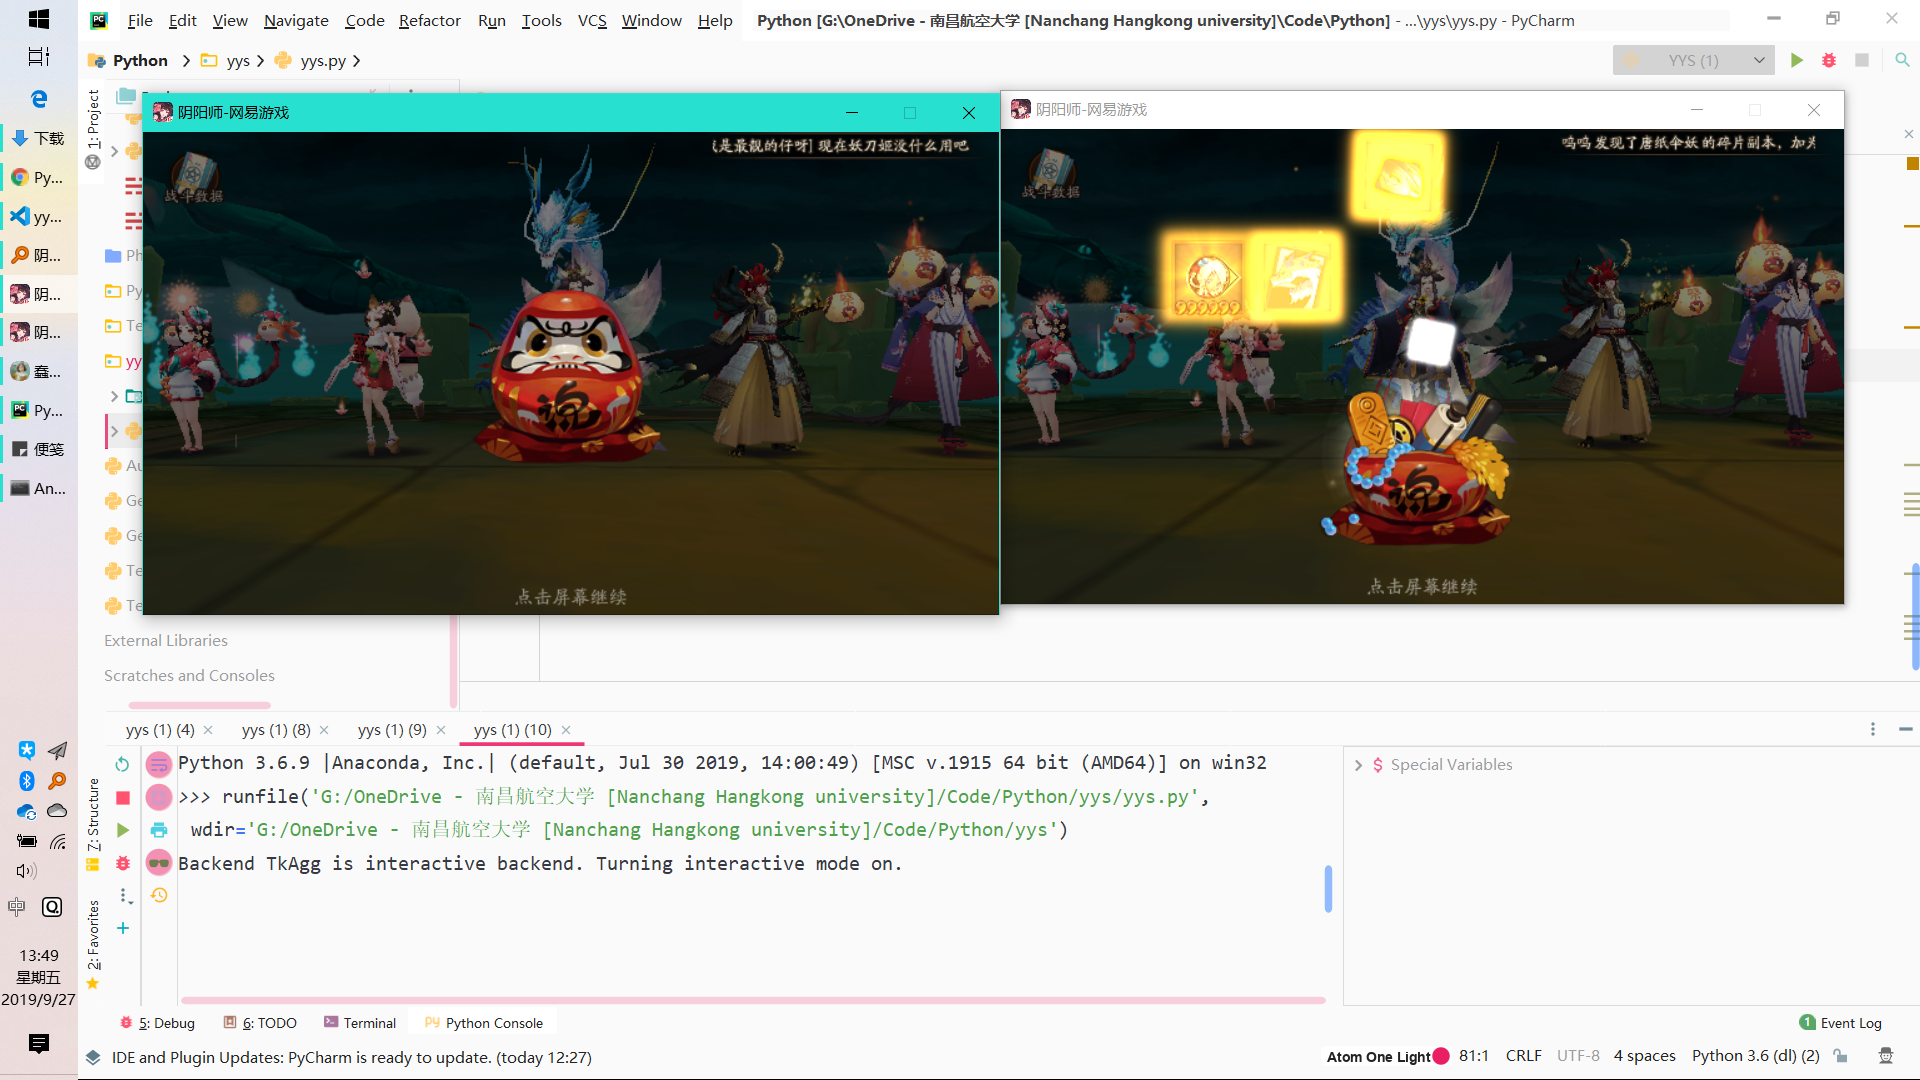 File Edit View Navigate Code Refactor Run Tools VCS Window Help Python [G:\OneDrive - 南昌航空大学 [Nanchang Hangkong university]\Code\Python] - ...\yys\yys.py - PyCharm
Python yys yys.py
YYS (1)
下载
Py...
yy...
阴...
阴...
阴...
蠢...
Py...
便笺
An...
中
13:49
星期五
2019/9/27
1: Project
Z: Structure
2: Favorites
Ph
Py
Te
yy
Au
Ge
Ge
Te
Te
External Libraries
Scratches and Consoles
阴阳师-网易游戏
是最靓的仔呀] 现在妖刀姬没什么用吧
战斗数据
点击屏幕继续
阴阳师-网易游戏
呜呜 发现了唐纸伞妖 的碎片副本,
战斗数据
点击屏幕继续
yys (1) (4) yys (1) (8) yys (1) (9) yys (1) (10)
Python 3.6.9 |Anaconda, Inc.| (default, Jul 30 2019, 14:00:49) [MSC v.1915 64 bit (AMD64)] on win32
>>> runfile('G:/OneDrive - 南昌航空大学 [Nanchang Hangkong university]/Code/Python/yys/yys.py',
wdir='G:/OneDrive - 南昌航空大学 [Nanchang Hangkong university]/Code/Python/yys')
Backend TkAgg is interactive backend. Turning interactive mode on.
Special Variables
5: Debug 6: TODO Terminal Python Console
1 Event Log
IDE and Plugin Updates: PyCharm is ready to update. (today 12:27)
Atom One Light 81:1 CRLF UTF-8 4 spaces Python 3.6 (dl) (2)